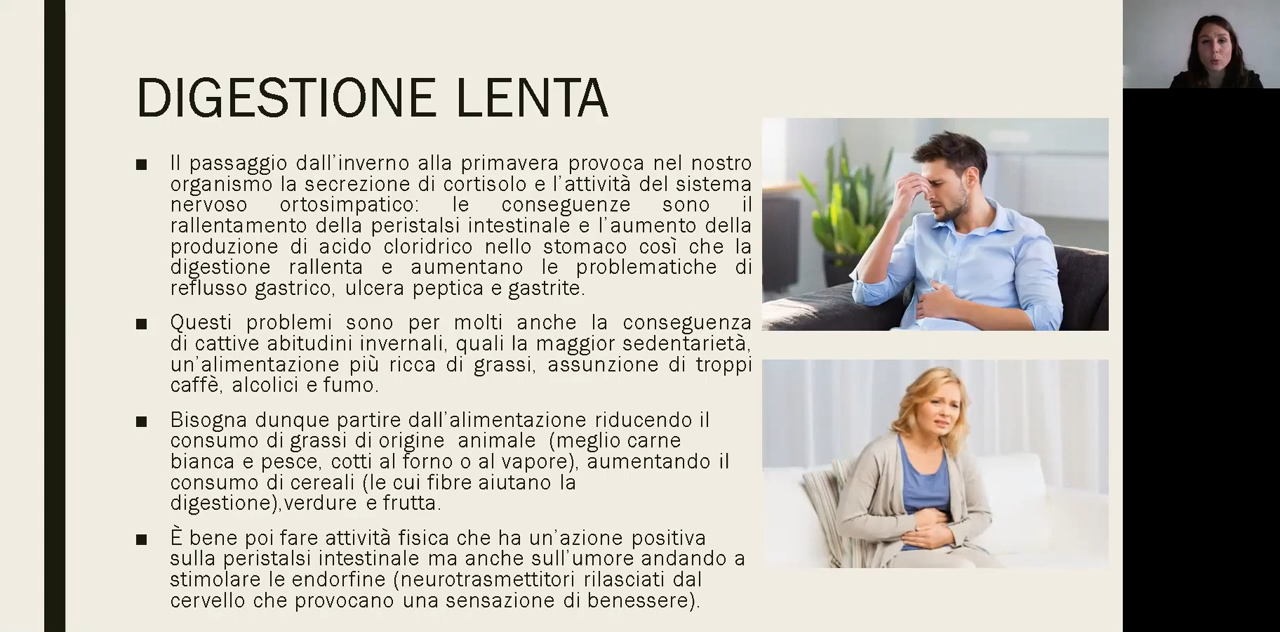 DIGESTIONE LENTA
Il passaggio dall'inverno alla primavera provoca nel nostro
organismo la secrezione di cortisolo e l'attività del sistema
nervoso ortosimpatico: le conseguenze sono il
rallentamento della peristalsi intestinale e l'aumento della
produzione di acido cloridrico nello stomaco così che la
digestione rallenta e aumentano le problematiche di
reflusso gastrico, ulcera peptica e gastrite.
Questi problemi sono per molti anche la conseguenza
di cattive abitudini invernali, quali la maggior sedentarietà,
un'alimentazione più ricca di grassi, assunzione di troppi
caffè, alcolici e fumo.
Bisogna dunque partire dall'alimentazione riducendo il
consumo di grassi di origine animale (meglio carne
bianca e pesce, cotti al forno o al vapore), aumentando il
consumo di cereali (le cui fibre aiutano la
digestione),verdure e frutta.
È bene poi fare attività fisica che ha un'azione positiva
sulla peristalsi intestinale ma anche sull'umore andando a
stimolare le endorfine (neurotrasmettitori rilasciati dal
cervello che provocano una sensazione di benessere).